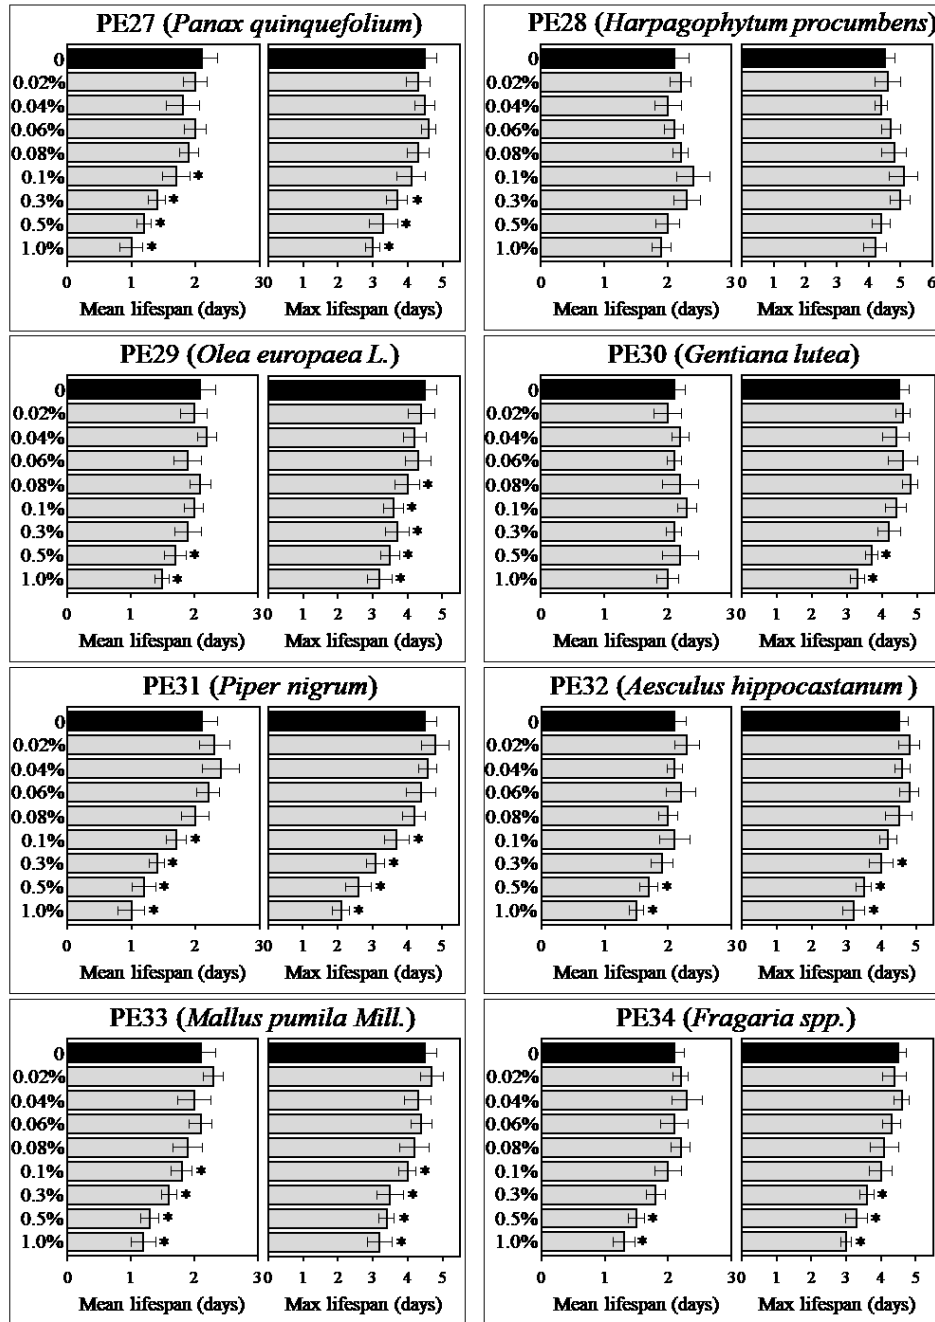 PE27 (Panax quinquefolium)
0
0.02%
0.04%
0.06%
0.08%
0.1% *
0.3% * *
0.5% * *
1.0% * *
0 1 2 3 0 1 2 3 4 5
Mean lifespan (days) Max lifespan (days)
PE28 (Harpagophytum procumbens)
0
0.02%
0.04%
0.06%
0.08%
0.1%
0.3%
0.5%
1.0%
0 1 2 3 0 1 2 3 4 5 6
Mean lifespan (days) Max lifespan (days)
PE29 (Olea europaea L.)
0
0.02%
0.04%
0.06%
0.08% *
0.1% *
0.3% *
0.5% * *
1.0% * *
0 1 2 3 0 1 2 3 4 5
Mean lifespan (days) Max lifespan (days)
PE30 (Gentiana lutea)
0
0.02%
0.04%
0.06%
0.08%
0.1%
0.3%
0.5% *
1.0% *
0 1 2 3 0 1 2 3 4 5
Mean lifespan (days) Max lifespan (days)
PE31 (Piper nigrum)
0
0.02%
0.04%
0.06%
0.08%
0.1% * *
0.3% * *
0.5% * *
1.0% * *
0 1 2 3 0 1 2 3 4 5
Mean lifespan (days) Max lifespan (days)
PE32 (Aesculus hippocastanum )
0
0.02%
0.04%
0.06%
0.08%
0.1%
0.3% *
0.5% * *
1.0% * *
0 1 2 3 0 1 2 3 4 5
Mean lifespan (days) Max lifespan (days)
PE33 (Mallus pumila Mill.)
0
0.02%
0.04%
0.06%
0.08%
0.1% * *
0.3% * *
0.5% * *
1.0% * *
0 1 2 3 0 1 2 3 4 5
Mean lifespan (days) Max lifespan (days)
PE34 (Fragaria spp.)
0
0.02%
0.04%
0.06%
0.08%
0.1%
0.3% *
0.5% * *
1.0% * *
0 1 2 3 0 1 2 3 4 5
Mean lifespan (days) Max lifespan (days)